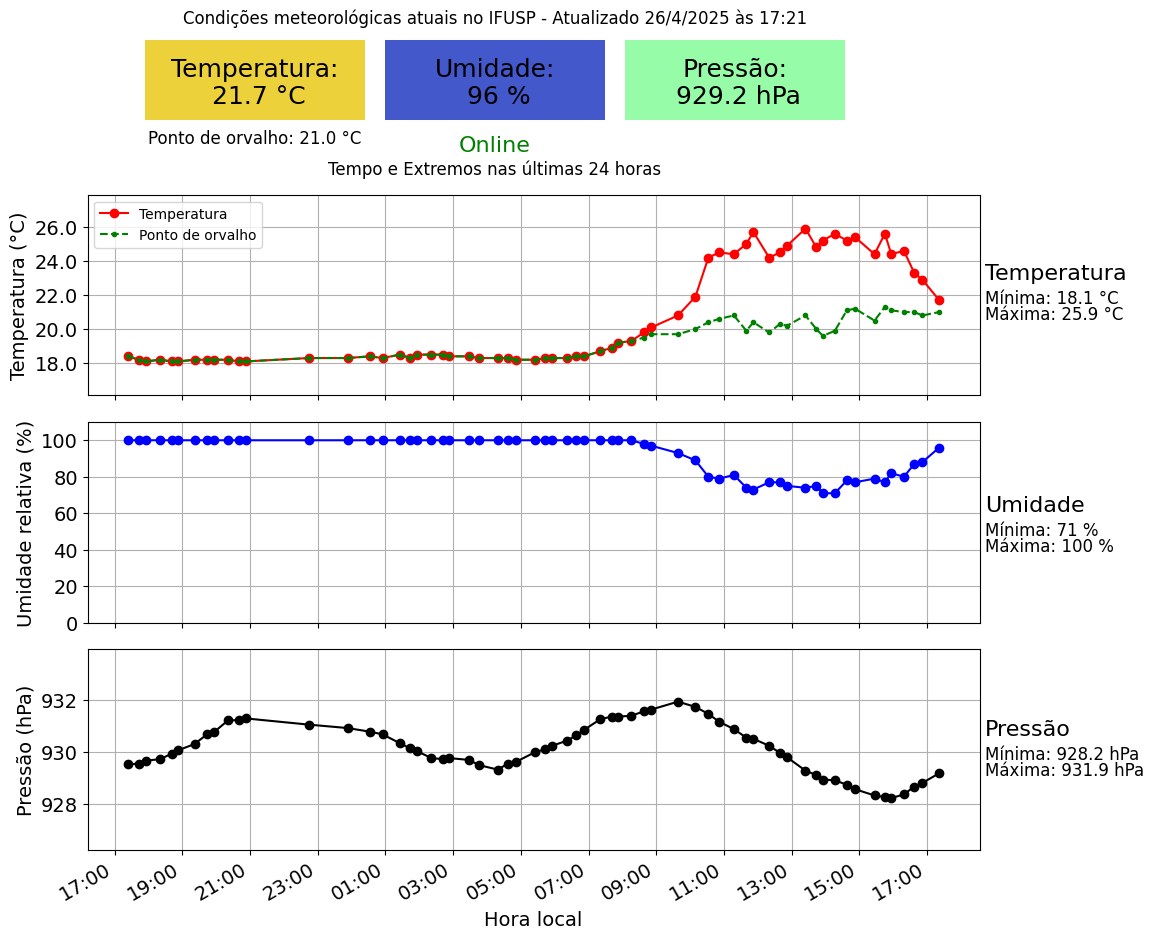 Condições meteorológicas atuais no IFUSP - Atualizado 26/4/2025 às 17:21
Temperatura:
21.7 °C
Umidade:
96 %
Pressão:
929.2 hPa
Ponto de orvalho: 21.0 °C
Online
Tempo e Extremos nas últimas 24 horas
Temperatura (°C)
26.0
24.0
22.0
20.0
18.0
Temperatura
Ponto de orvalho
Temperatura
Mínima: 18.1 °C
Máxima: 25.9 °C
Umidade relativa (%)
100
80
60
40
20
0
Umidade
Mínima: 71 %
Máxima: 100 %
Pressão (hPa)
932
930
928
Pressão
Mínima: 928.2 hPa
Máxima: 931.9 hPa
17:00 19:00 21:00 23:00 01:00 03:00 05:00 07:00 09:00 11:00 13:00 15:00 17:00
Hora local